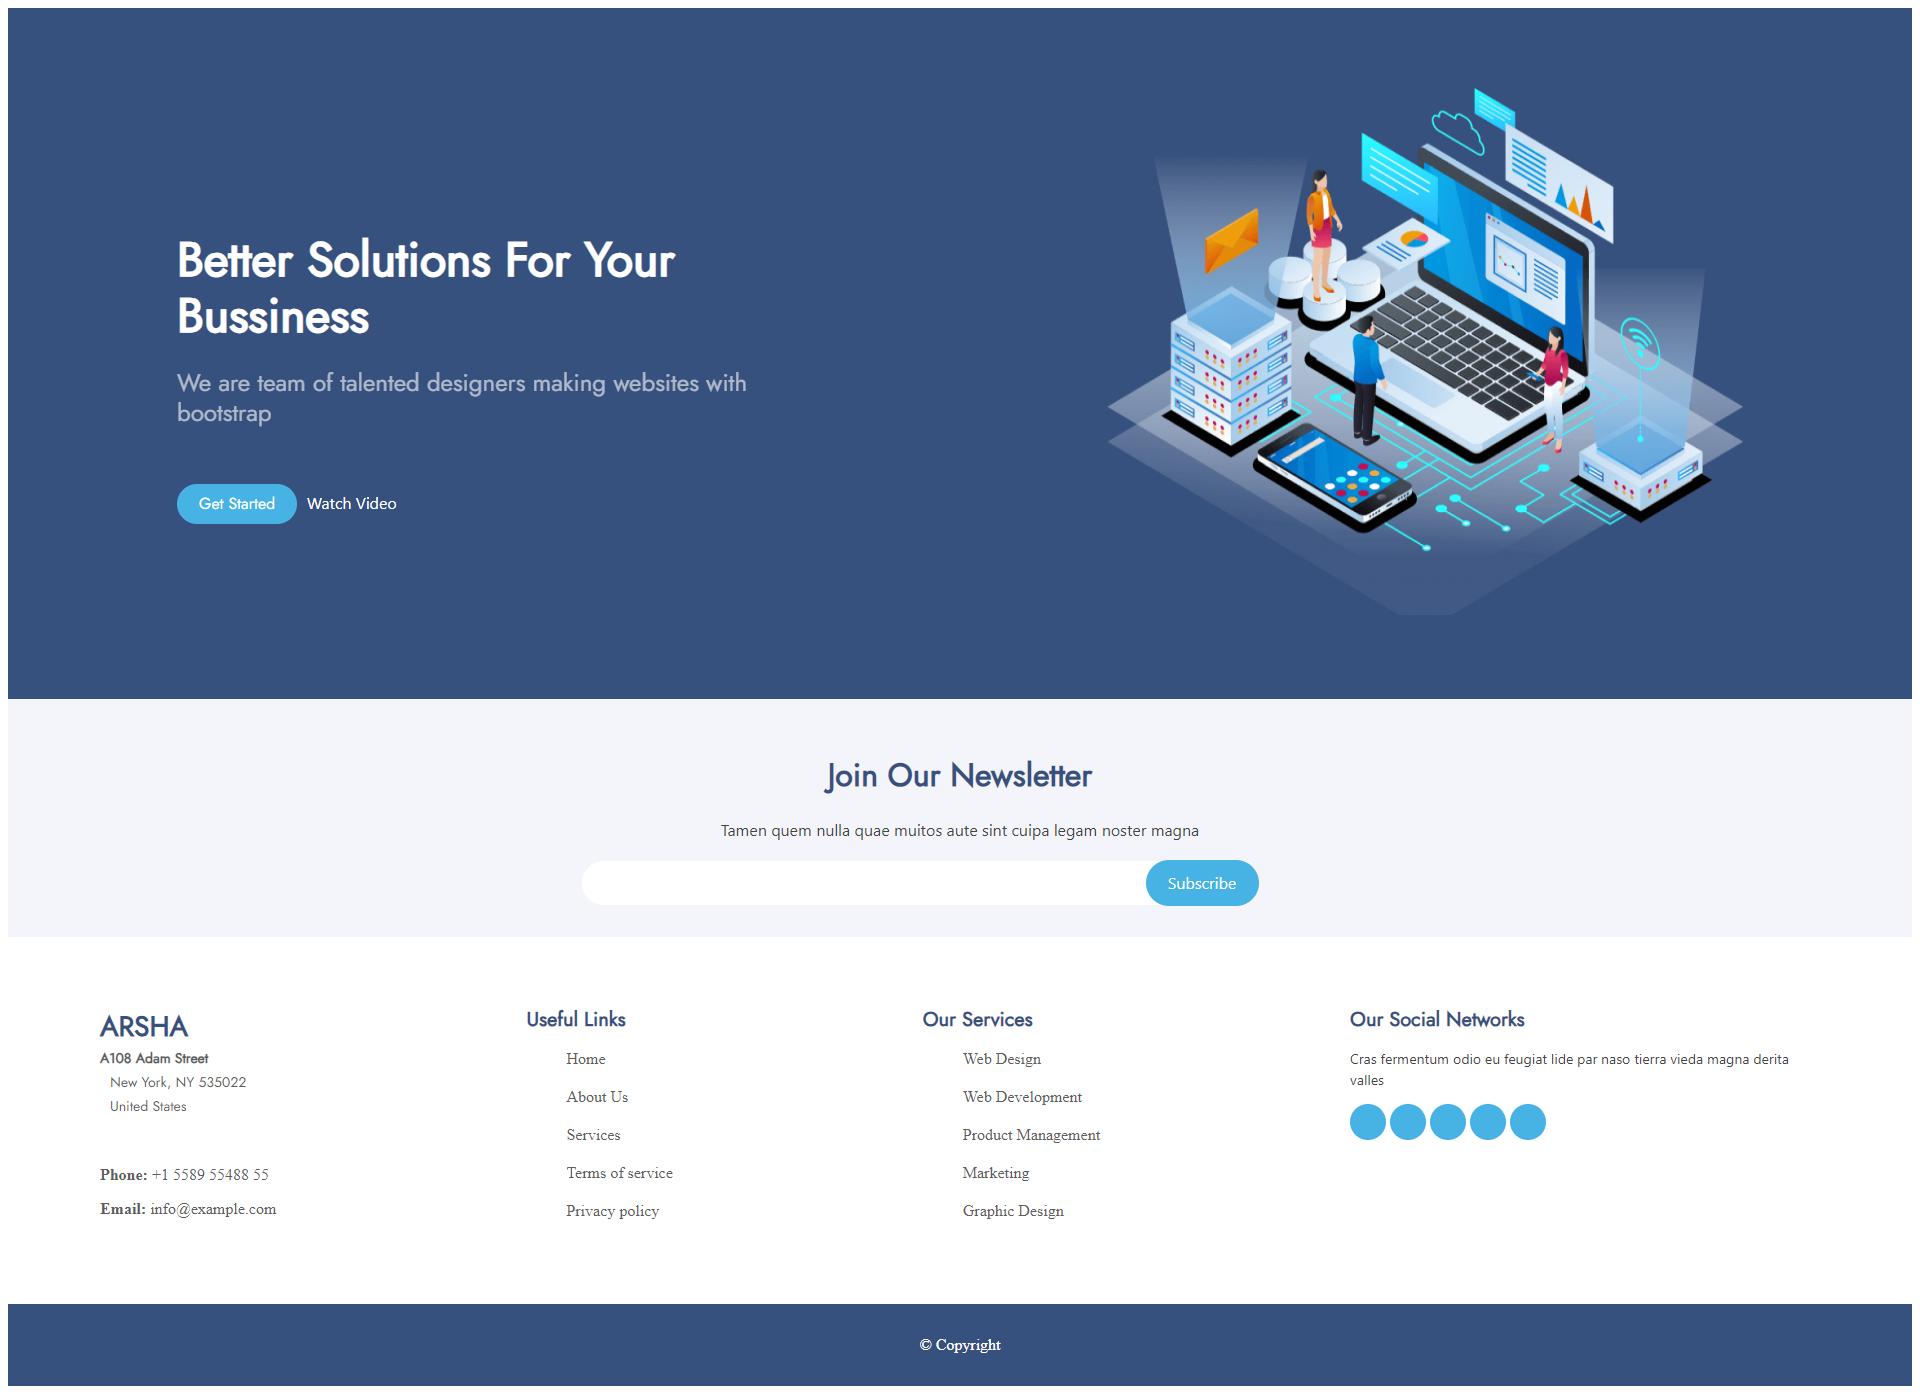 Better Solutions For Your
Bussiness
We are team of talented designers making websites with
bootstrap
Get Started
Watch Video
Join Our Newsletter
Tamen quem nulla quae muitos aute sint cuipa legam noster magna
Subscribe
ARSHA
A108 Adam Street
New York, NY 535022
United States
Phone: +1 5589 55488 55
Email: info@example.com
Useful Links
Home
About Us
Services
Terms of service
Privacy policy
Our Services
Web Design
Web Development
Product Management
Marketing
Graphic Design
Our Social Networks
Cras fermentum odio eu feugiat lide par naso tierra vieda magna derita
valles
© Copyright